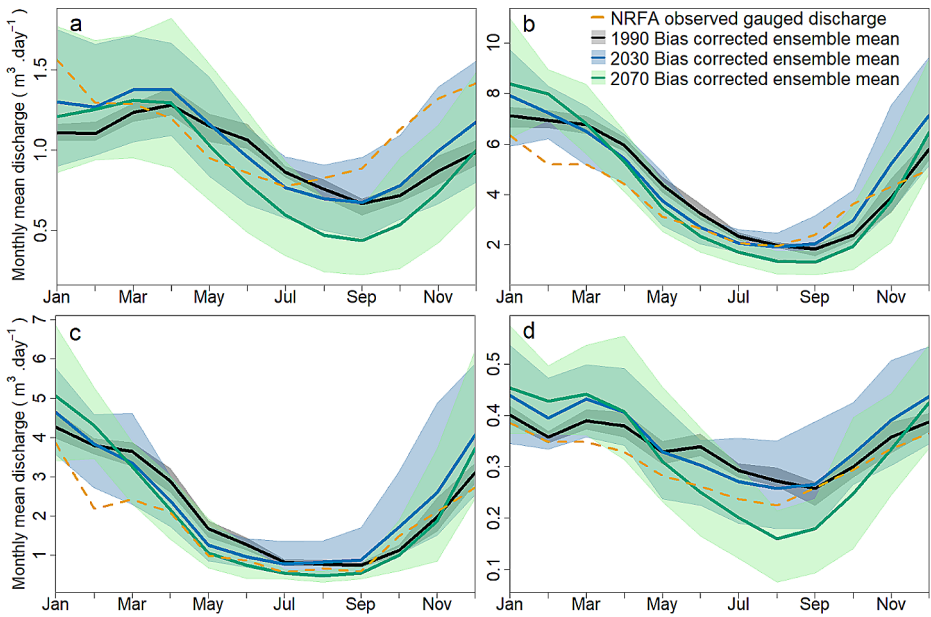 a
Monthly mean discharge ( m³ .day⁻¹ )
1.5
1.0
0.5
Jan Mar May Jul Sep Nov
b
NRFA observed gauged discharge
1990 Bias corrected ensemble mean
2030 Bias corrected ensemble mean
2070 Bias corrected ensemble mean
10
8
6
4
2
Jan Mar May Jul Sep Nov
c
Monthly mean discharge ( m³ .day⁻¹ )
7
6
5
4
3
2
1
Jan Mar May Jul Sep Nov
d
0.5
0.4
0.3
0.2
0.1
Jan Mar May Jul Sep Nov